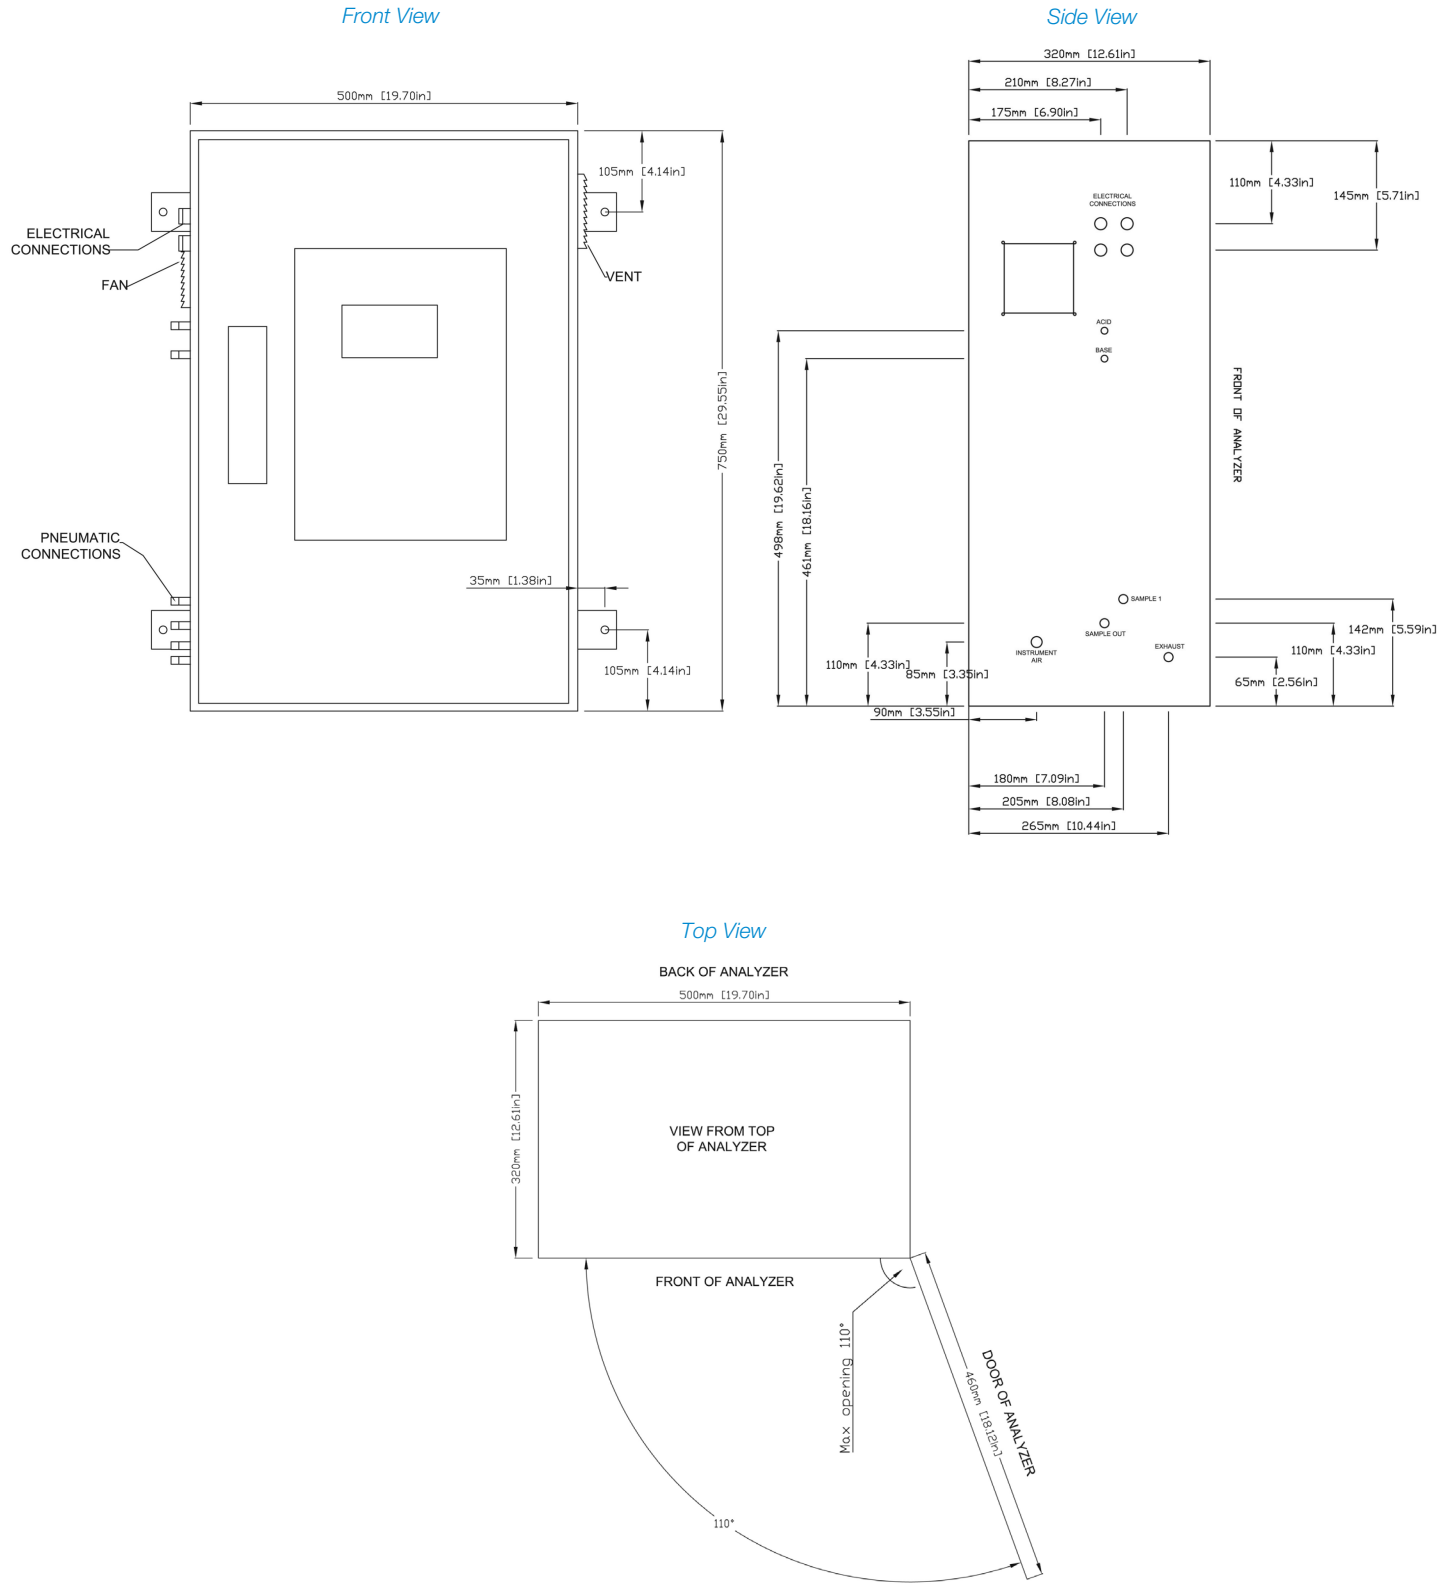 Front View
500mm [19.70in]
105mm [4.14in]
ELECTRICAL
CONNECTIONS
FAN
VENT
750mm [29.55in]
PNEUMATIC
CONNECTIONS
35mm [1.38in]
105mm [4.14in]
Side View
320mm [12.61in]
210mm [8.27in]
175mm [6.90in]
110mm [4.33in]
145mm [5.71in]
ELECTRICAL
CONNECTIONS
ACID
BASE
FRONT OF ANALYZER
498mm [19.62in]
461mm [18.16in]
SAMPLE 1
SAMPLE OUT
INSTRUMENT
AIR
EXHAUST
142mm [5.59in]
110mm [4.33in]
110mm [4.33in]
85mm [3.35in]
65mm [2.56in]
90mm [3.55in]
180mm [7.09in]
205mm [8.08in]
265mm [10.44in]
Top View
BACK OF ANALYZER
500mm [19.70in]
320mm [12.61in]
VIEW FROM TOP
OF ANALYZER
FRONT OF ANALYZER
Max opening 110°
DOOR OF ANALYZER
460mm [18.12in]
110°